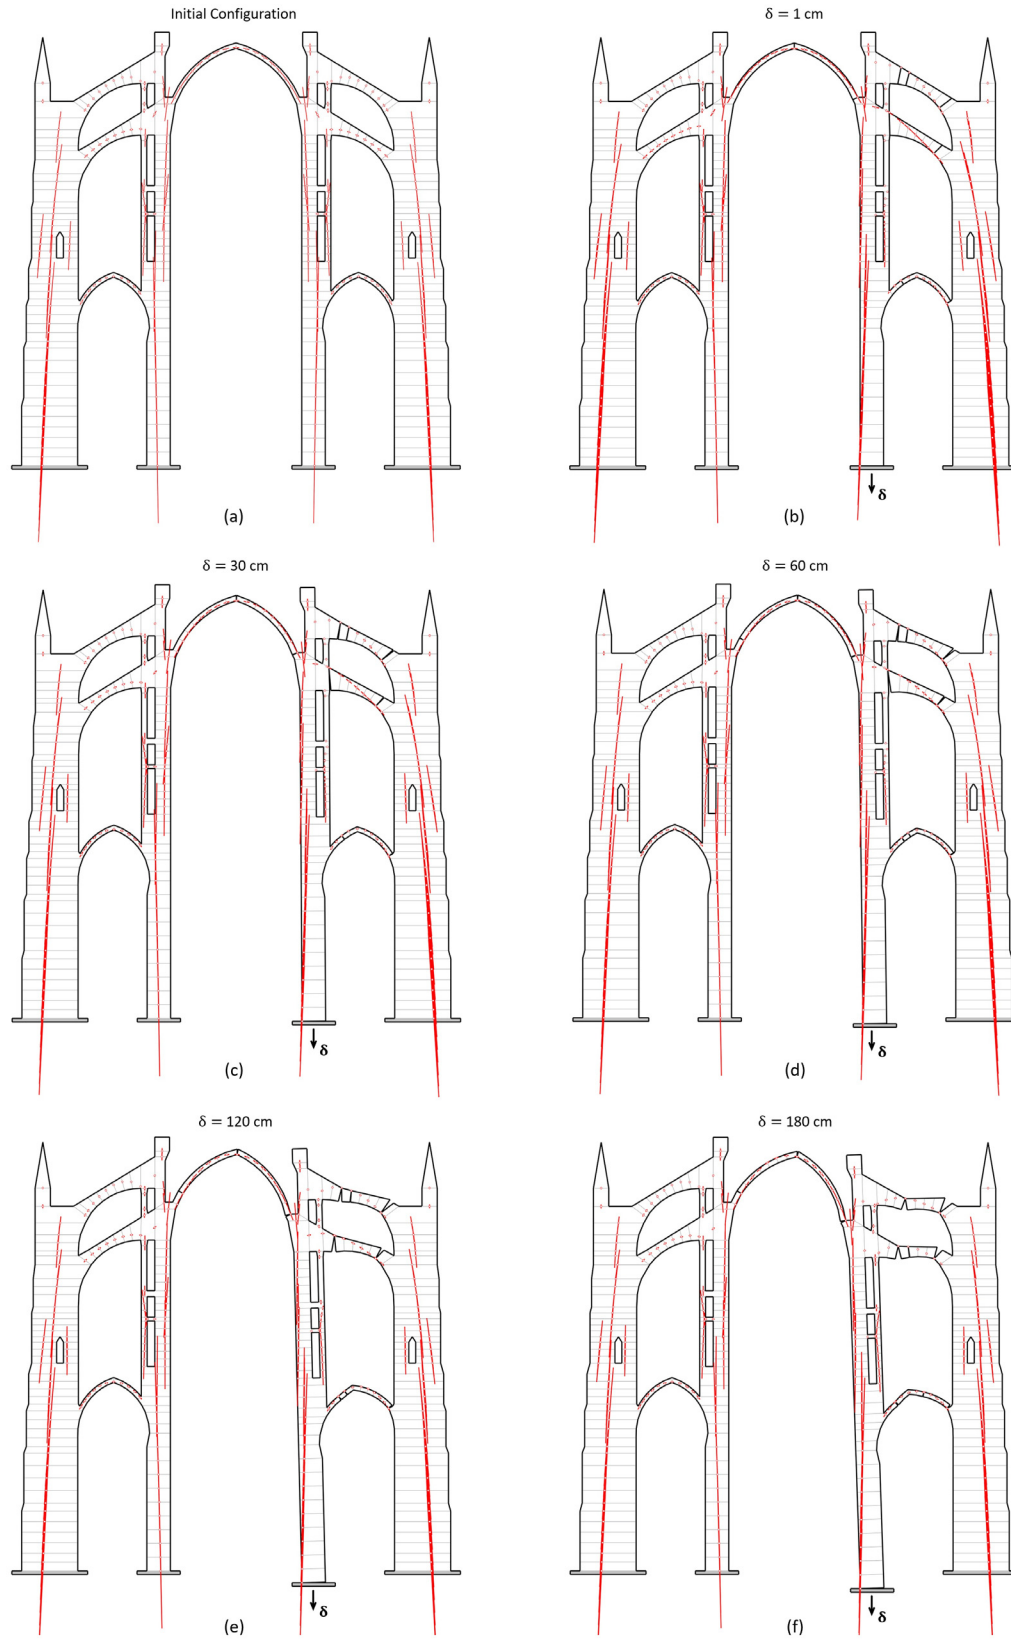 Initial Configuration
δ = 1 cm
δ
(a)
(b)
δ = 30 cm
δ = 60 cm
δ
δ
(c)
(d)
δ = 120 cm
δ = 180 cm
δ
δ
(e)
(f)